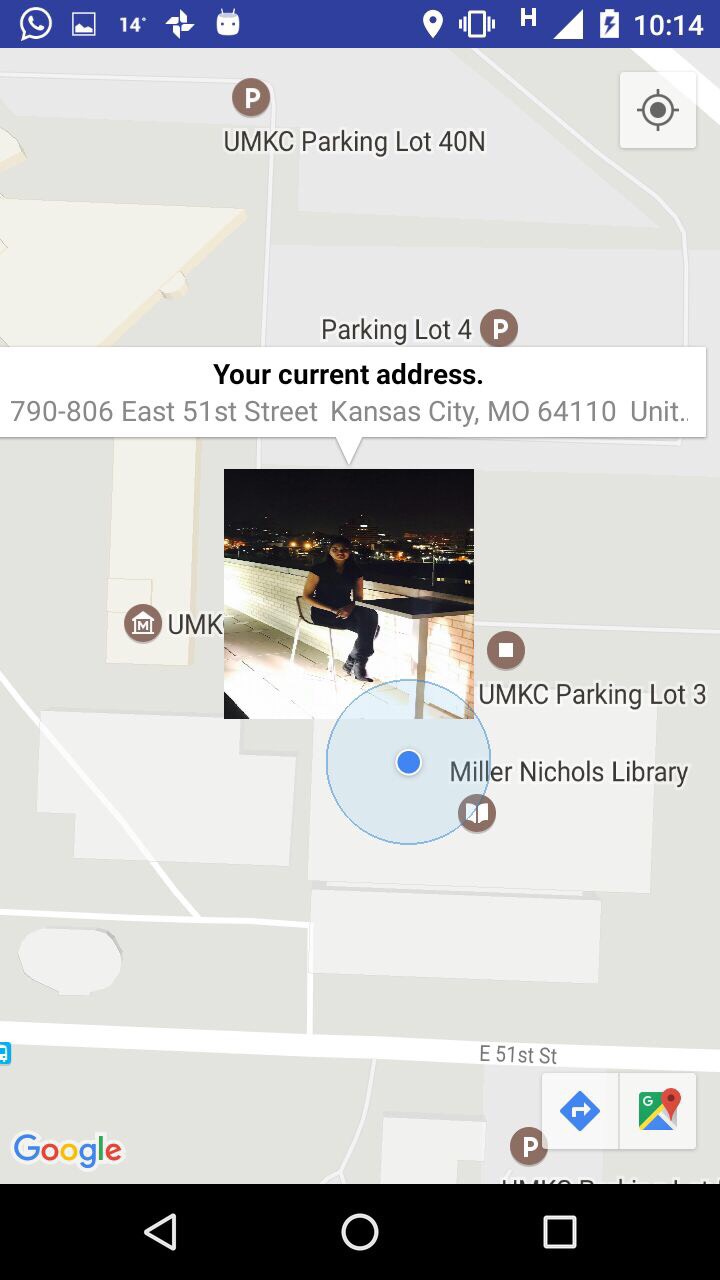 14°
H
10:14
P
UMKC Parking Lot 40N
Parking Lot 4
P
Your current address.
790-806 East 51st Street Kansas City, MO 64110 Unit..
M
UMK
UMKC Parking Lot 3
Miller Nichols Library
E 51st St
G
Google
P